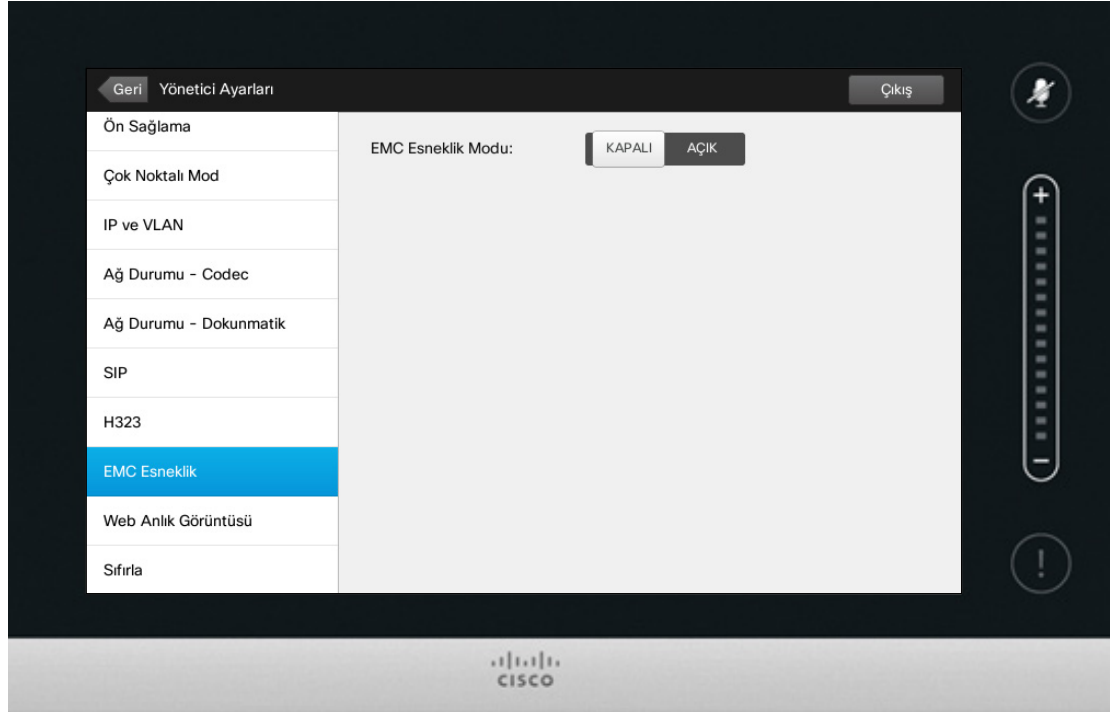 Geri Yönetici Ayarları Çıkış
Ön Sağlama
EMC Esneklik Modu: KAPALI AÇIK
Çok Noktalı Mod
IP ve VLAN
Ağ Durumu - Codec
Ağ Durumu - Dokunmatik
SIP
H323
EMC Esneklik
Web Anlık Görüntüsü
Sıfırla
+
-
!
CISCO